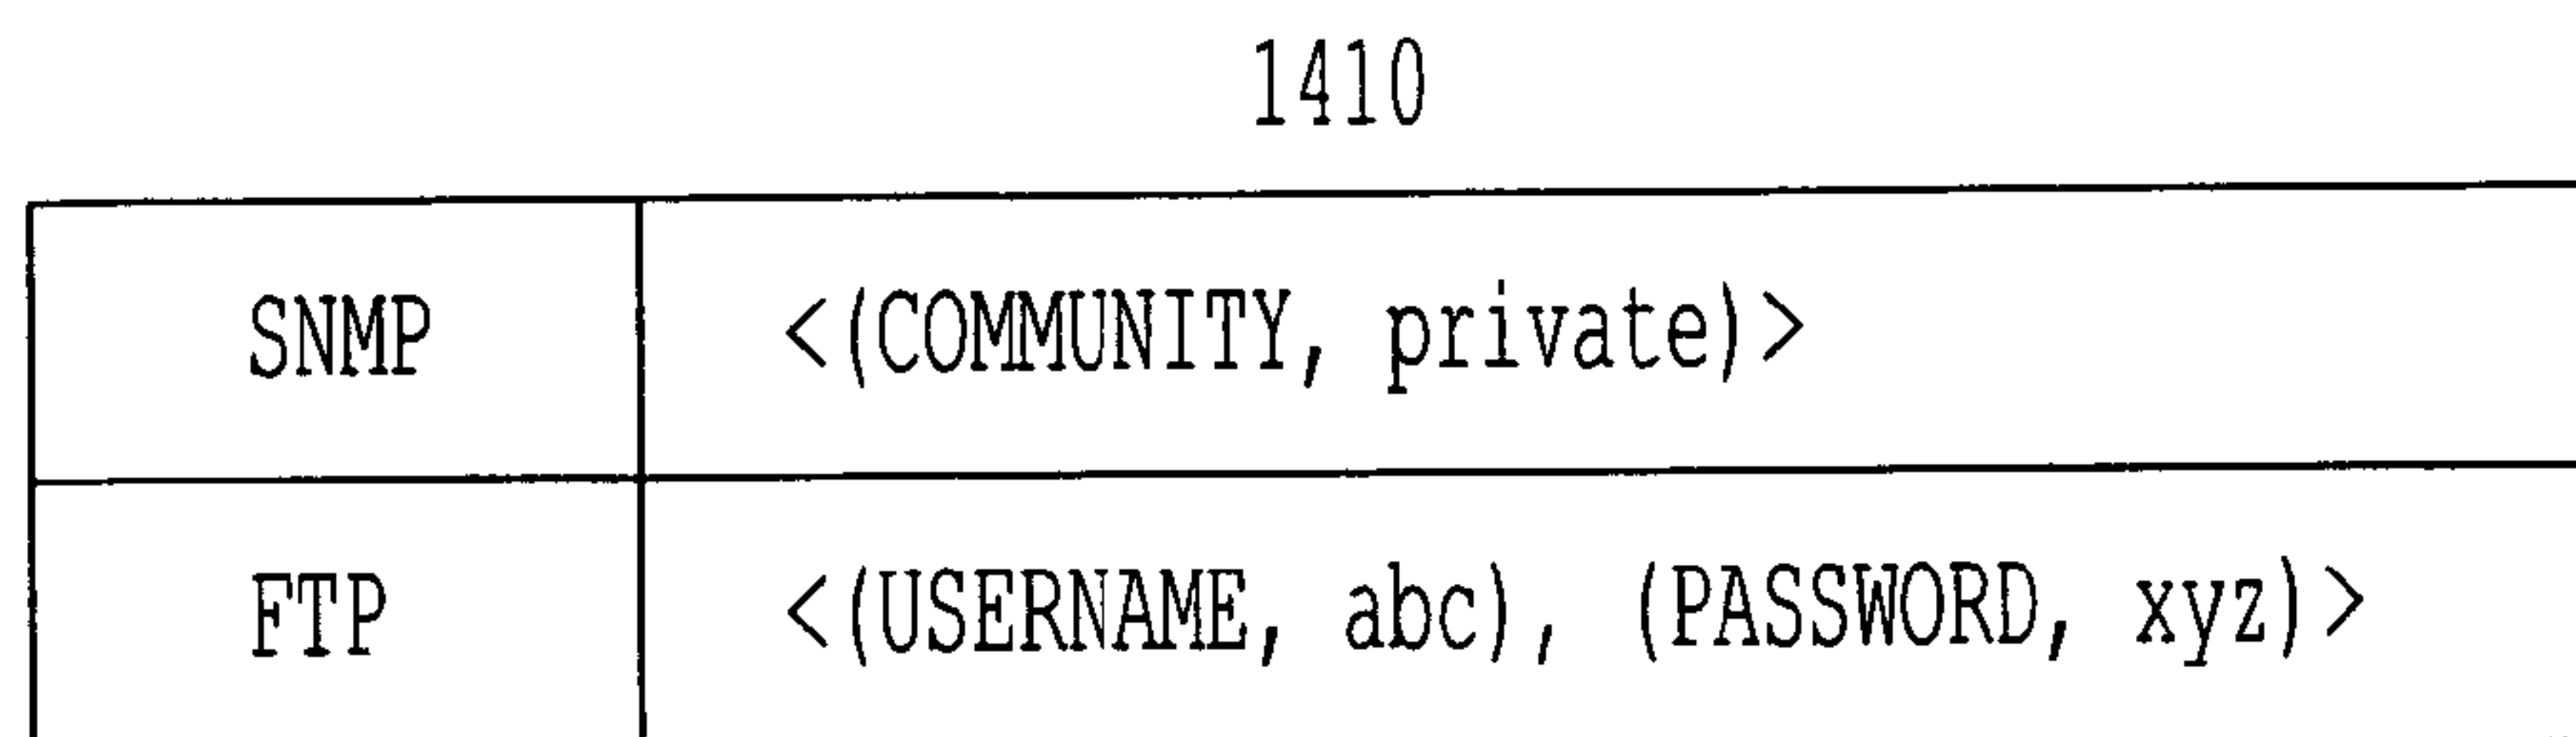 1410
SNMP <(COMMUNITY, private)>
FTP <(USERNAME, abc), (PASSWORD, xyz)>